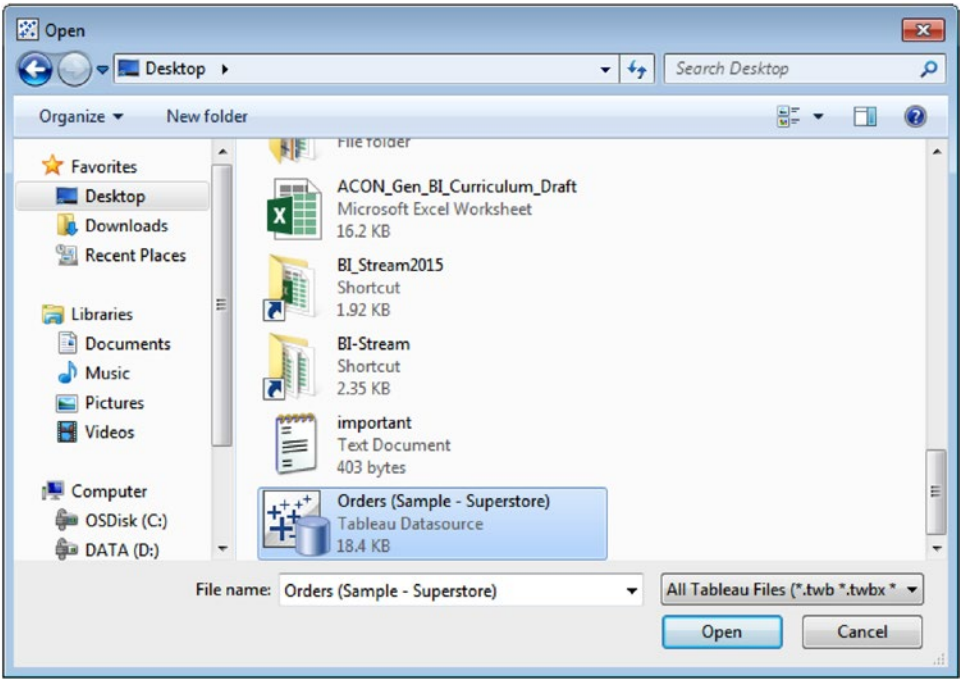 Open
Desktop
Search Desktop
Organize
New folder
Favorites
Desktop
Downloads
Recent Places
Libraries
Documents
Music
Pictures
Videos
Computer
OSDisk (C:)
DATA (D:)
File folder
ACON_Gen_BI_Curriculum_Draft
Microsoft Excel Worksheet
16.2 KB
BI_Stream2015
Shortcut
1.92 KB
BI-Stream
Shortcut
2.35 KB
important
Text Document
403 bytes
Orders (Sample - Superstore)
Tableau Datasource
18.4 KB
File name: Orders (Sample - Superstore)
All Tableau Files (*.twb *.twbx *
Open
Cancel